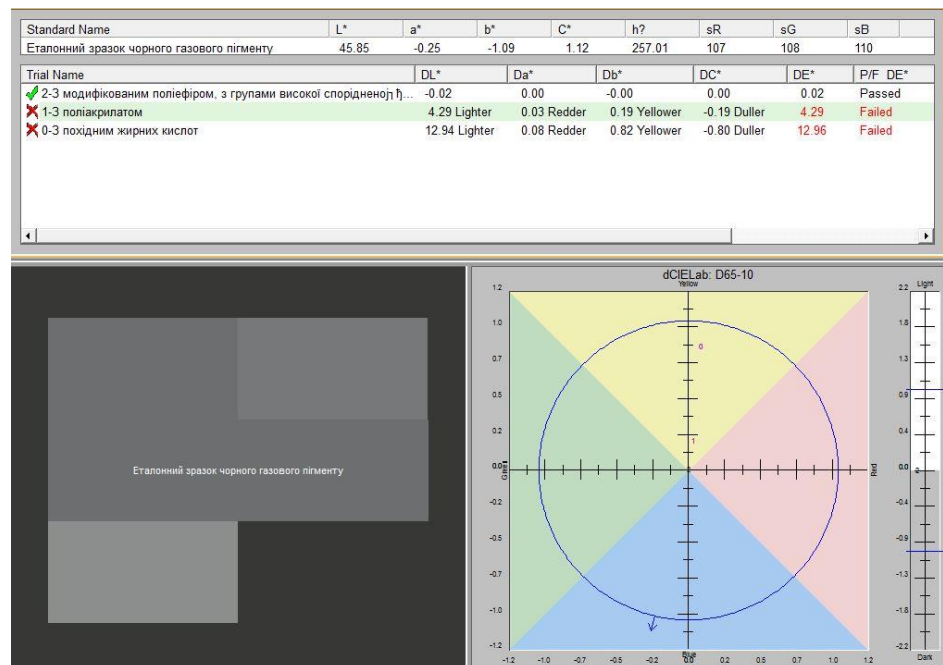 Standard Name L* a* b* C* h? sR sG sB
Еталонний зразок чорного газового пігменту 45.85 -0.25 -1.09 1.12 257.01 107 108 110
Trial Name DL* Da* Db* DC* DE* P/F DE*
2-З модифікованим поліефіром, з групами високої спорідненој ђ... -0.02 0.00 -0.00 0.00 0.02 Passed
1-З поліакрилатом 4.29 Lighter 0.03 Redder 0.19 Yellower -0.19 Duller 4.29 Failed
0-З похідним жирних кислот 12.94 Lighter 0.08 Redder 0.82 Yellower -0.80 Duller 12.96 Failed
Еталонний зразок чорного газового пігменту
dCIELab: D65-10
Yellow
1.2
1.0
0.7
0.5
0.2
0.0
-0.2
-0.5
-0.7
-1.0
-1.2
0
1
Red
Blue
-1.2 -1.0 -0.7 -0.5 -0.2 0.0 0.2 0.5 0.7 1.0 1.2
2.2 Light
1.8
1.3
0.9
0.4
0.0
-0.4
-0.9
-1.3
-1.8
-2.2 Dark